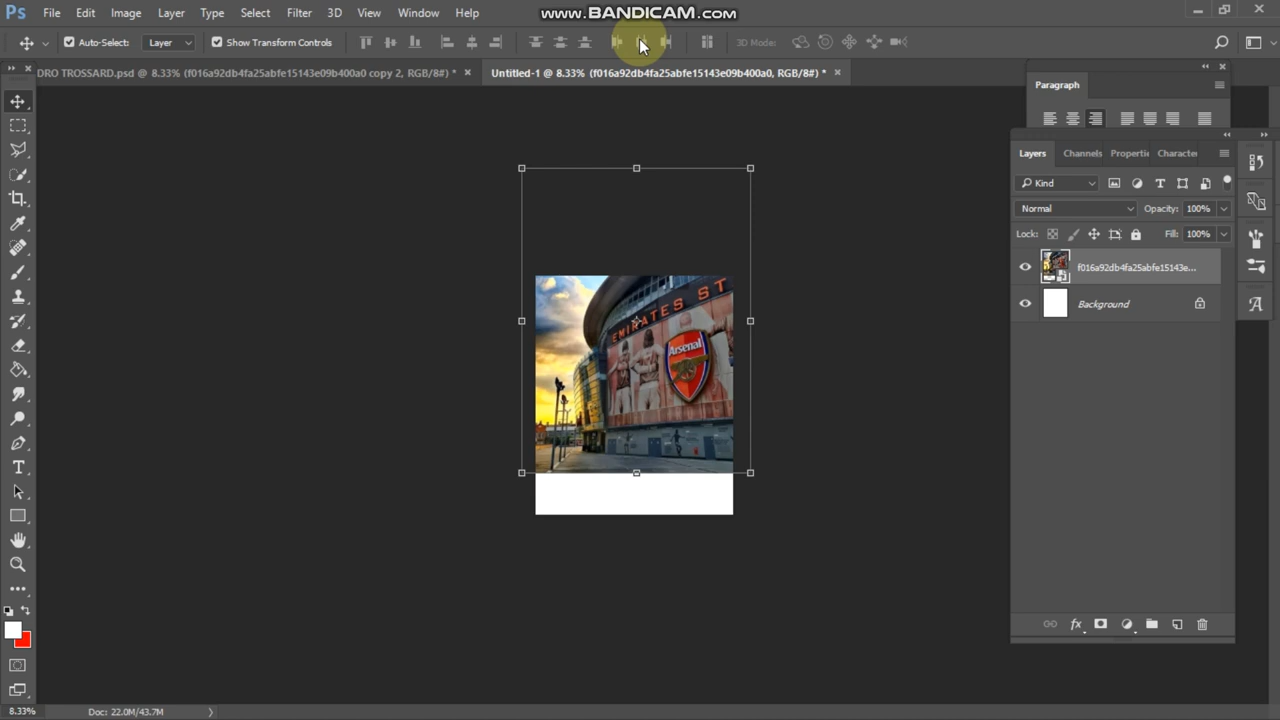 www.BANDICAM.com
Ps File Edit Image Layer Type Select Filter 3D View Window Help
Auto-Select: Layer Show Transform Controls 3D Mode:
DRO TROSSARD.psd @ 8.33% (f016a92db4fa25abfe15143e09b400a0 copy 2, RGB/8#) * × Untitled-1 @ 8.33% (f016a92db4fa25abfe15143e09b400a0, RGB/8#) * ×
Paragraph
Layers Channels Properti Character
Kind
Normal Opacity: 100%
Lock: Fill: 100%
f016a92db4fa25abfe15143e...
Background
EMIRATES ST
Arsenal
8.33% Doc: 22.0M/43.7M